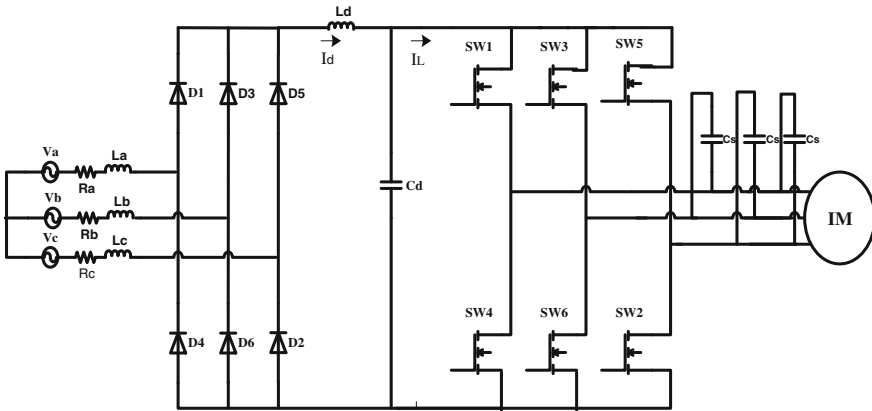 Ld
Id
IL
SW1
SW3
SW5
D1
D3
D5
Va
La
Ra
Vb
Lb
Rb
Vc
Lc
Rc
Cd
Cs
Cs
Cs
IM
D4
D6
D2
SW4
SW6
SW2